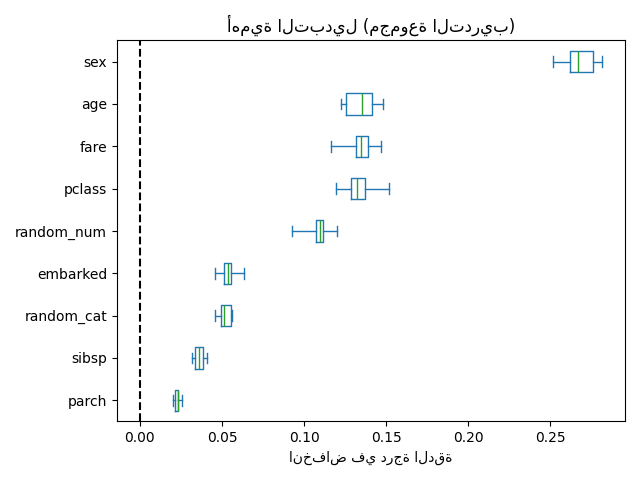 أهمية التبديل (مجموعة التدريب)
sex
age
fare
pclass
random_num
embarked
random_cat
sibsp
parch
0.00 0.05 0.10 0.15 0.20 0.25
انخفاض في درجة الدقة